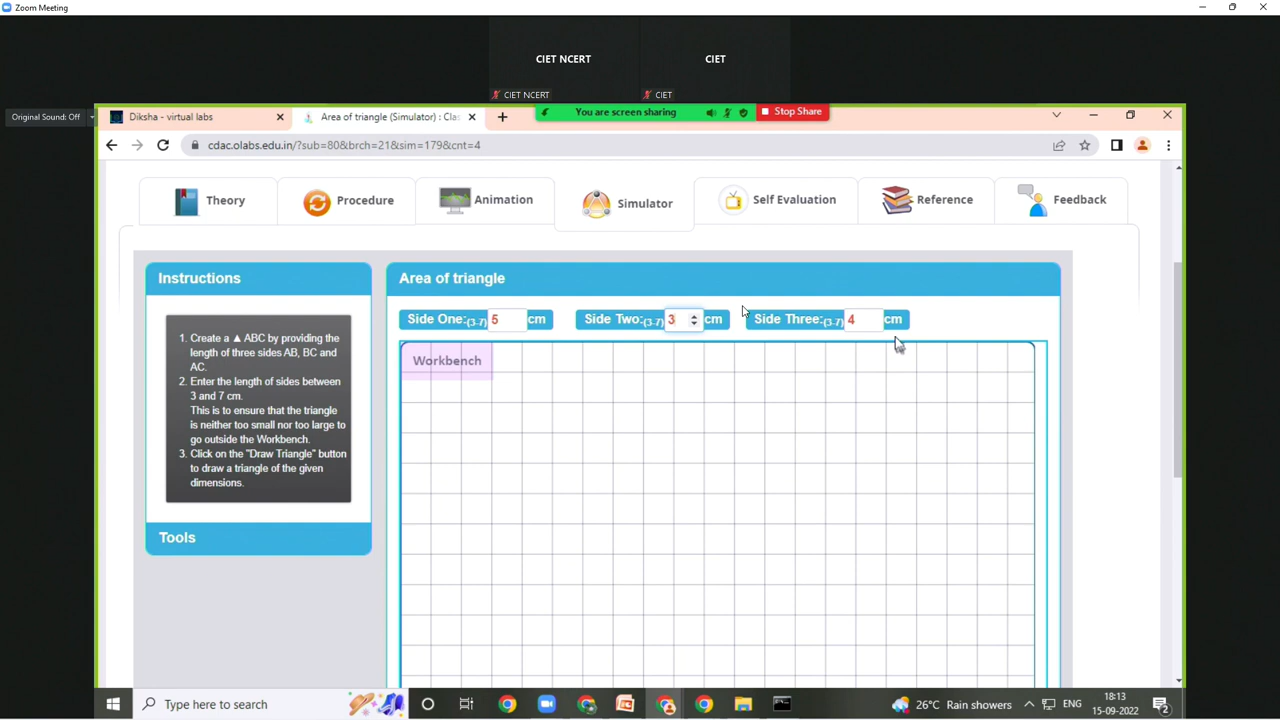 Zoom Meeting
CIET NCERT
CIET
CIET NCERT
CIET
Original Sound: Off
You are screen sharing
Stop Share
Diksha - virtual labs
Area of triangle (Simulator) : Clas
cdac.olabs.edu.in/?sub=80&brch=21&sim=179&cnt=4
Theory
Procedure
Animation
Simulator
Self Evaluation
Reference
Feedback
Instructions
1. Create a ▲ ABC by providing the
length of three sides AB, BC and
AC.
2. Enter the length of sides between
3 and 7 cm.
This is to ensure that the triangle
is neither too small nor too large to
go outside the Workbench.
3. Click on the "Draw Triangle" button
to draw a triangle of the given
dimensions.
Tools
Area of triangle
Side One:(3-7) 5 cm
Side Two:(3-7) 3 cm
Side Three:(3-7) 4 cm
Workbench
Type here to search
26°C Rain showers
ENG
18:13
15-09-2022
2